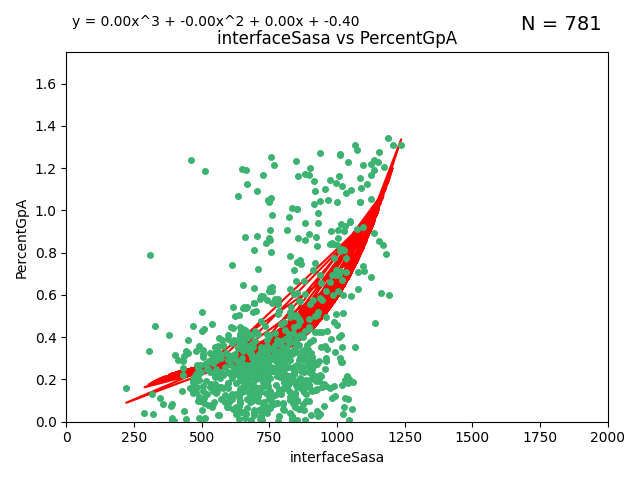 y = 0.00x^3 + -0.00x^2 + 0.00x + -0.40
N = 781
interfaceSasa vs PercentGpA
PercentGpA
1.6
1.4
1.2
1.0
0.8
0.6
0.4
0.2
0.0
0 250 500 750 1000 1250 1500 1750 2000
interfaceSasa